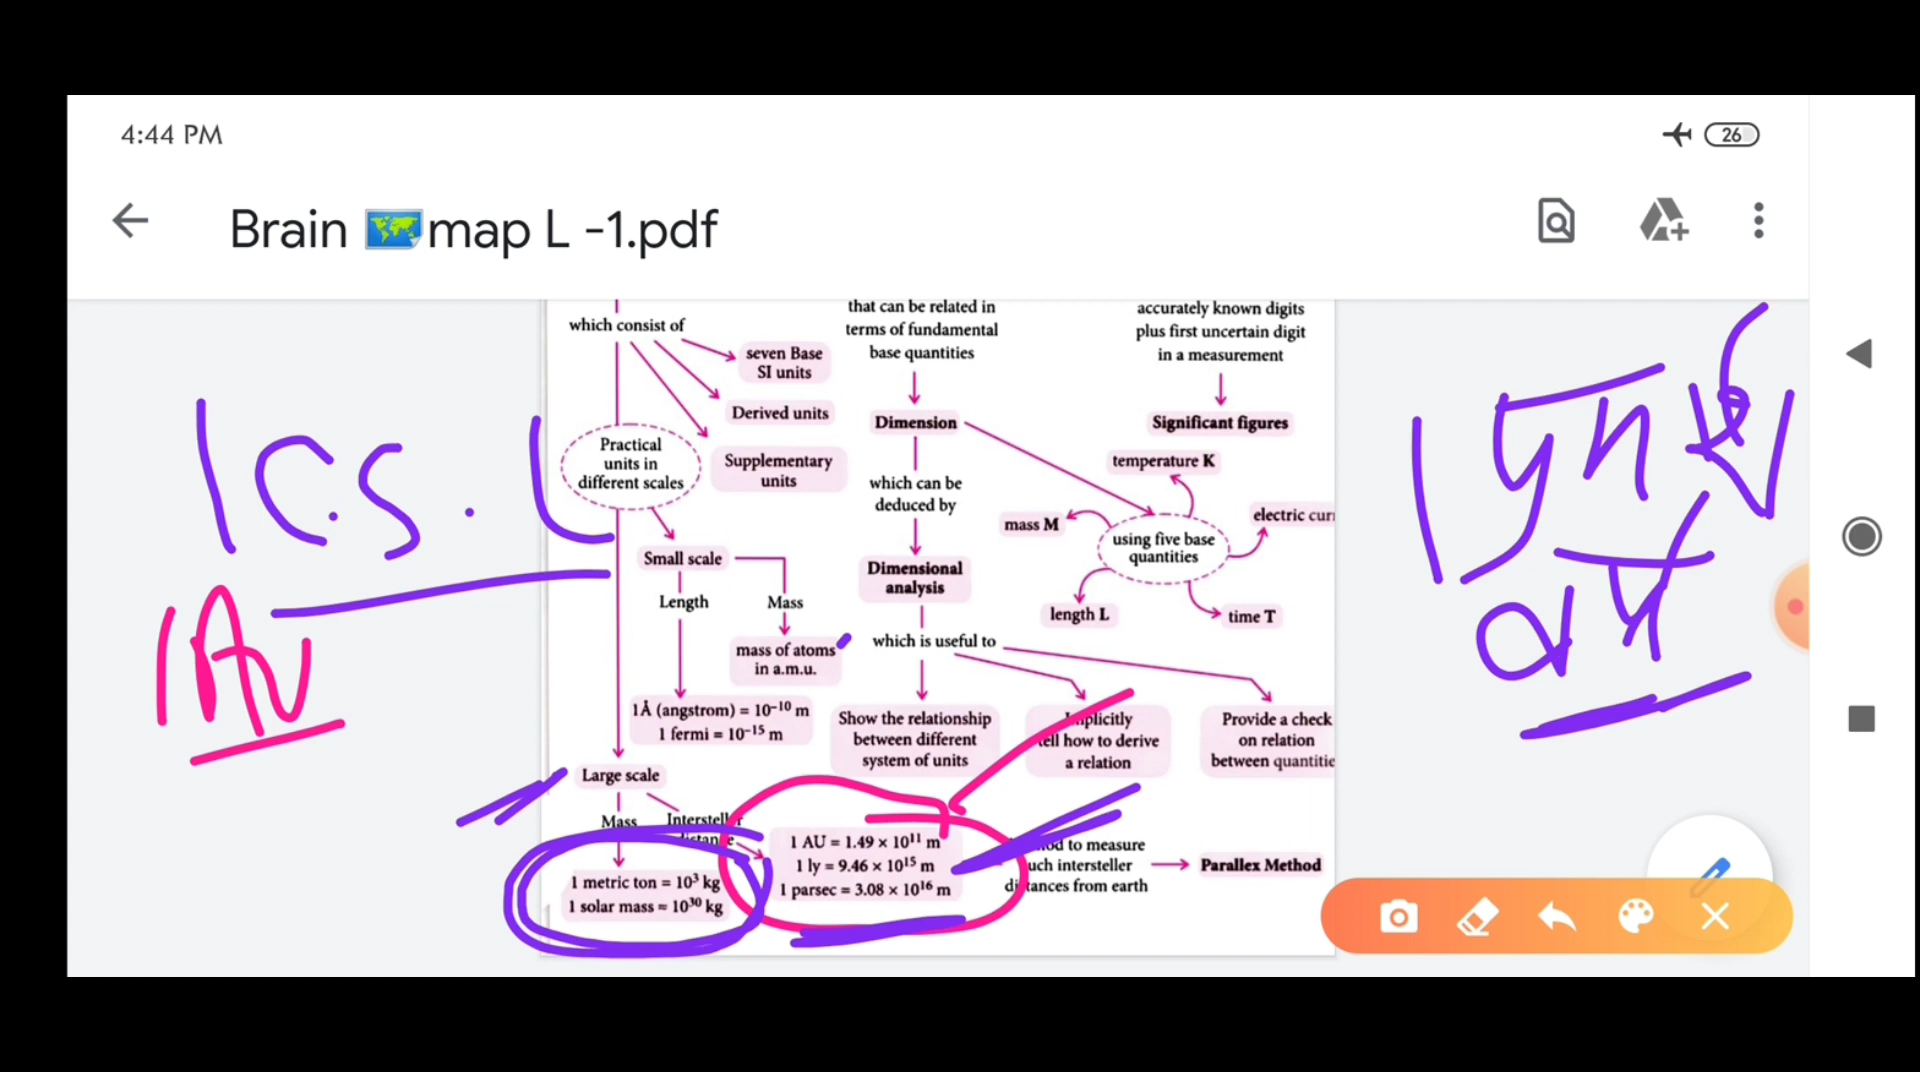 4:44 PM
26
Brain 🗺️map L -1.pdf
which consist of
seven Base
SI units
Derived units
Supplementary
units
Practical
units in
different scales
Small scale
Length
Mass
mass of atoms
in a.m.u.
1Å (angstrom) = 10⁻¹⁰ m
1 fermi = 10⁻¹⁵ m
Large scale
Mass
1 metric ton = 10³ kg
1 solar mass ≈ 10³⁰ kg
1 AU = 1.49 × 10¹¹ m
1 ly = 9.46 × 10¹⁵ m
1 parsec = 3.08 × 10¹⁶ m
that can be related in
terms of fundamental
base quantities
Dimension
which can be
deduced by
Dimensional
analysis
which is useful to
Show the relationship
between different
system of units
tell how to derive
a relation
Provide a check
on relation
between
to measure
intersteller
from earth
Parallex Method
accurately known digits
plus first uncertain digit
in a measurement
Significant figures
temperature K
mass M
electric
using five base
quantities
length L
time T
1 C.S.L
1AU